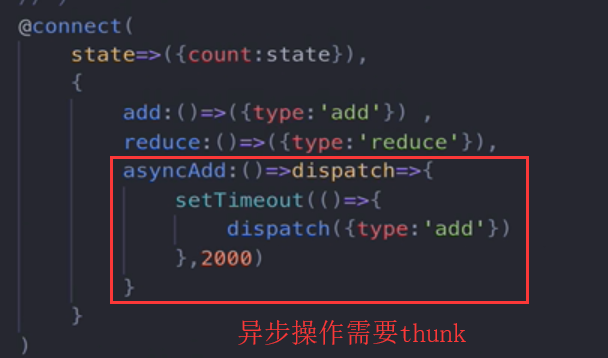 @connect(
state=>({count:state}),
{
add:()=>({type:'add'}) ,
reduce:()=>({type:'reduce'}),
asyncAdd:()=>dispatch=>{
setTimeout(()=>{
dispatch({type:'add'})
},2000)
}
}
异步操作需要thunk
)